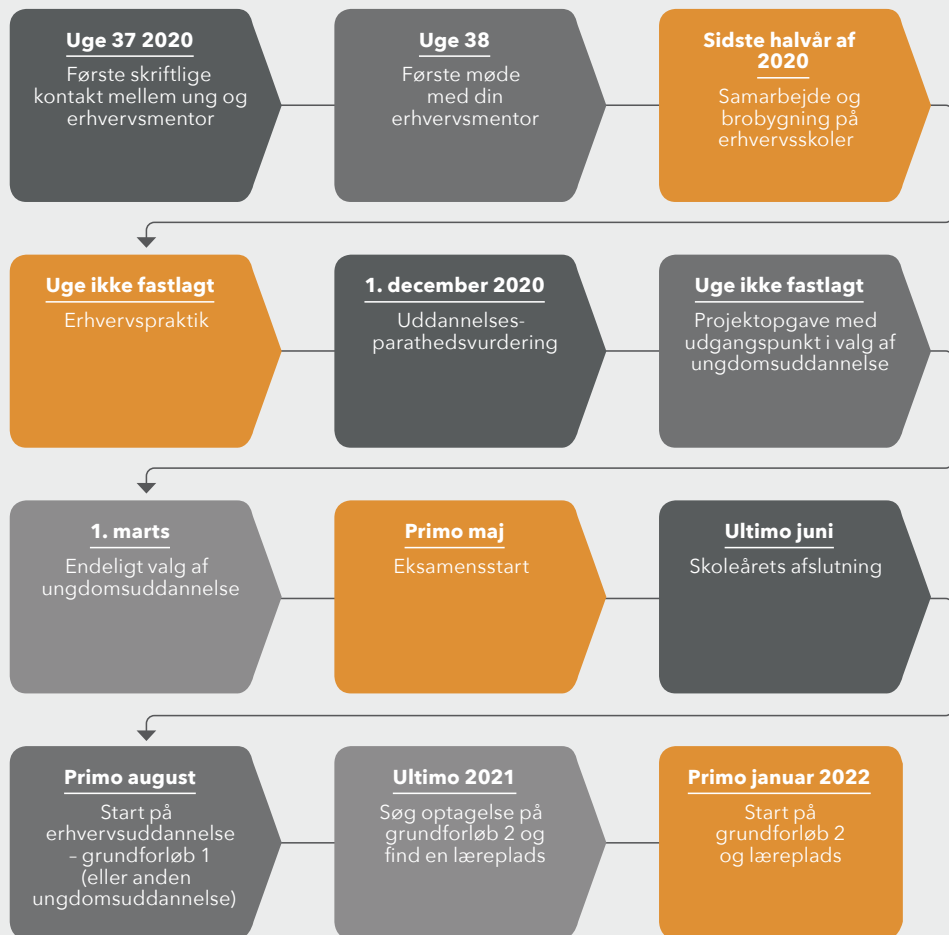 Uge 37 2020
Første skriftlige
kontakt mellem ung og
erhvervsmentor
Uge 38
Første møde
med din
erhvervsmentor
Sidste halvår af
2020
Samarbejde og
brobygning på
erhvervsskoler
Uge ikke fastlagt
Erhvervspraktik
1. december 2020
Uddannelses-
parathedsvurdering
Uge ikke fastlagt
Projektopgave med
udgangspunkt i valg af
ungdomsuddannelse
1. marts
Endeligt valg af
ungdomsuddannelse
Primo maj
Eksamensstart
Ultimo juni
Skoleårets afslutning
Primo august
Start på
erhvervsuddannelse
– grundforløb 1
(eller anden
ungdomsuddannelse)
Ultimo 2021
Søg optagelse på
grundforløb 2 og
find en læreplads
Primo januar 2022
Start på
grundforløb 2
og læreplads